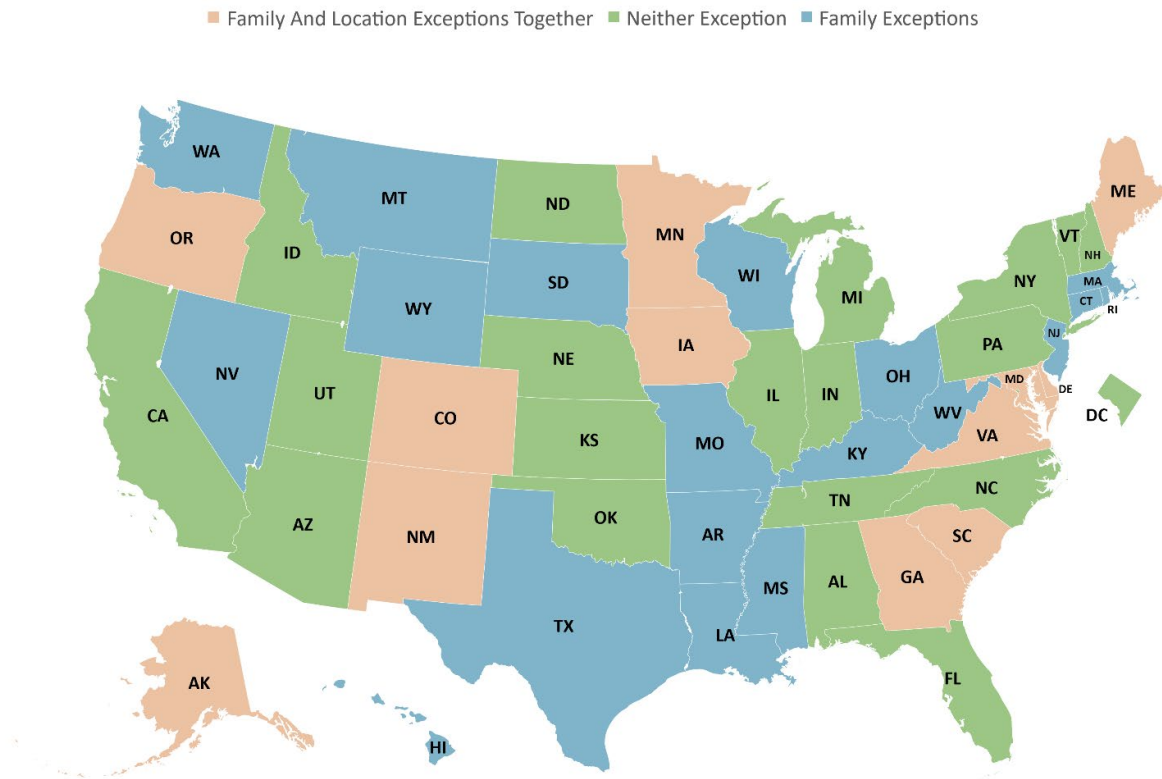 Family And Location Exceptions Together Neither Exception Family Exceptions
ME
WA
MT
ND
VT
MN
OR
NH
ID
WI
NY
MA
SD
MI
CT
WY
RI
NJ
IA
PA
NE
NV
OH
MD
DE
UT
IL
IN
CA
CO
WV
DC
VA
KS
MO
KY
NC
TN
OK
AZ
AR
SC
NM
GA
AL
MS
TX
LA
FL
AK
HI